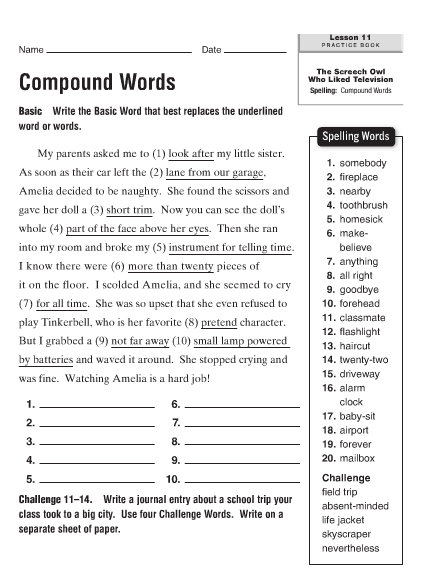 Name
Date
Lesson 11
PRACTICE BOOK
The Screech Owl
Who Liked Television
Spelling: Compound Words
Compound Words
Basic Write the Basic Word that best replaces the underlined
word or words.
My parents asked me to (1) look after my little sister.
As soon as their car left the (2) lane from our garage,
Amelia decided to be naughty. She found the scissors and
gave her doll a (3) short trim. Now you can see the doll's
whole (4) part of the face above her eyes. Then she ran
into my room and broke my (5) instrument for telling time.
I know there were (6) more than twenty pieces of
it on the floor. I scolded Amelia, and she seemed to cry
(7) for all time. She was so upset that she even refused to
play Tinkerbell, who is her favorite (8) pretend character.
But I grabbed a (9) not far away (10) small lamp powered
by batteries and waved it around. She stopped crying and
was fine. Watching Amelia is a hard job!
1.
2.
3.
4.
5.
6.
7.
8.
9.
10.
Challenge 11–14. Write a journal entry about a school trip your
class took to a big city. Use four Challenge Words. Write on a
separate sheet of paper.
Spelling Words
1. somebody
2. fireplace
3. nearby
4. toothbrush
5. homesick
6. make-
believe
7. anything
8. all right
9. goodbye
10. forehead
11. classmate
12. flashlight
13. haircut
14. twenty-two
15. driveway
16. alarm
clock
17. baby-sit
18. airport
19. forever
20. mailbox
Challenge
field trip
absent-minded
life jacket
skyscraper
nevertheless